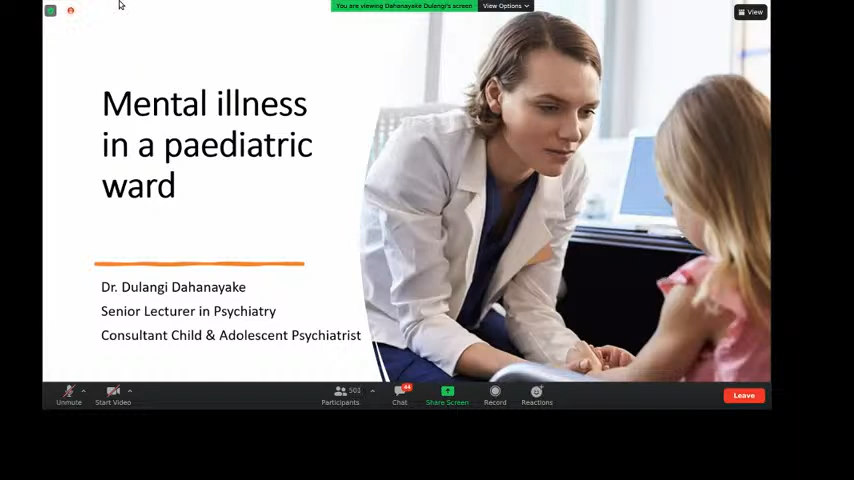 You are viewing Dahanayake Dulangi's screen View Options
View
Mental illness
in a paediatric
ward
Dr. Dulangi Dahanayake
Senior Lecturer in Psychiatry
Consultant Child & Adolescent Psychiatrist
Unmute
Start Video
501
Participants
44
Chat
Share Screen
Record
Reactions
Leave